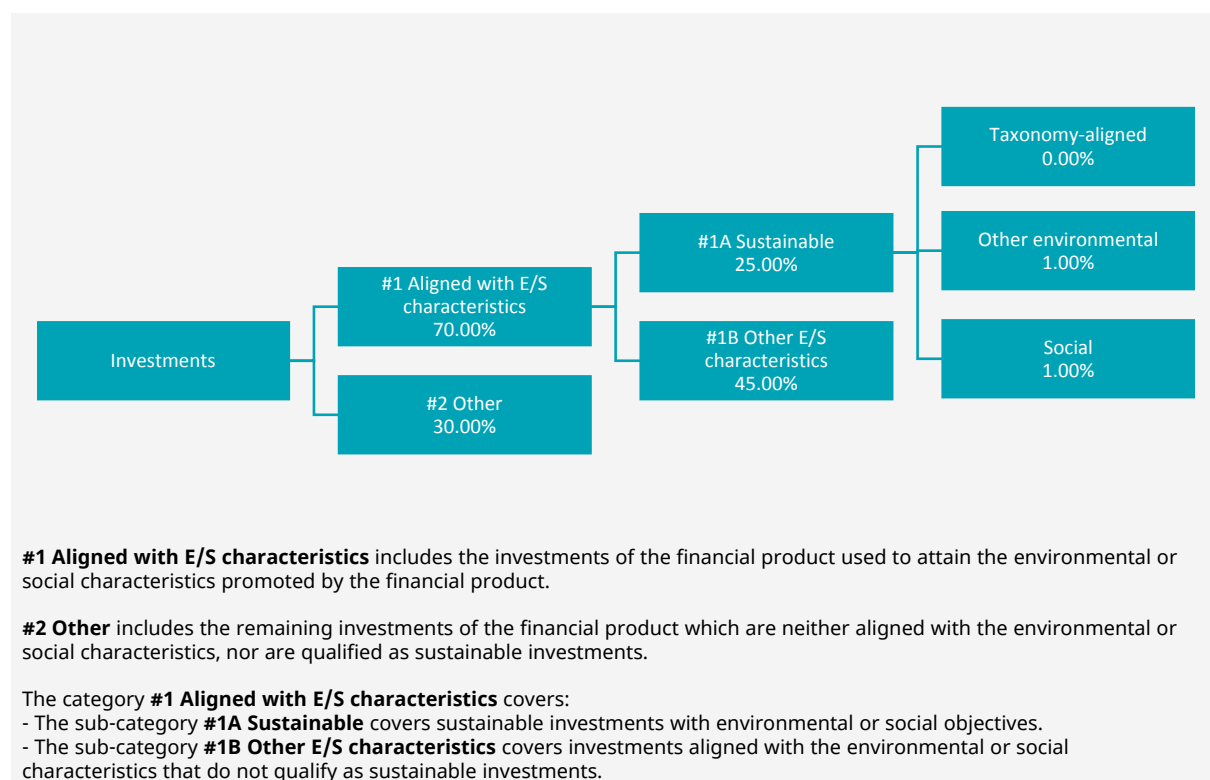 Investments
#1 Aligned with E/S
characteristics
70.00%
#2 Other
30.00%
#1A Sustainable
25.00%
#1B Other E/S
characteristics
45.00%
Taxonomy-aligned
0.00%
Other environmental
1.00%
Social
1.00%
#1 Aligned with E/S characteristics includes the investments of the financial product used to attain the environmental or
social characteristics promoted by the financial product.
#2 Other includes the remaining investments of the financial product which are neither aligned with the environmental or
social characteristics, nor are qualified as sustainable investments.
The category #1 Aligned with E/S characteristics covers:
- The sub-category #1A Sustainable covers sustainable investments with environmental or social objectives.
- The sub-category #1B Other E/S characteristics covers investments aligned with the environmental or social
characteristics that do not qualify as sustainable investments.